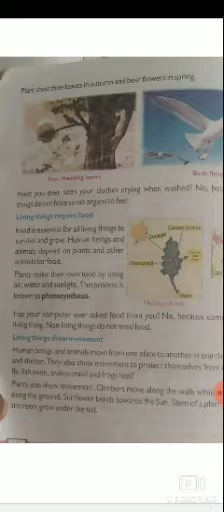 Plant shed their leaves in autumn and bear flowers in spring.
Tree shedding leaves
Birds flying
Have you ever seen your clothes crying when washed? No, bec
things do not have sense organs to feel.
Living things require food
Food is essential for all living things to
survive and grow. Human beings and
animals depend on plants and other
animals for food.
Plants make their own food by using
air, water and sunlight. This process is
known as photosynthesis.
Sunlight
Water
Photosynthesis
Has your computer ever asked food from you? No, because com
living thing. Non living things do not need food.
Living things show movement
Human beings and animals move from one place to another in search
and shelter. They also move to protect themselves from
fly, fish swim, snakes crawl and frogs hop?
Plants also show movement. Climbers move along the walls while
along the ground. Sunflower bends towards the Sun. Stem of a plan
and roots grow under the soil.